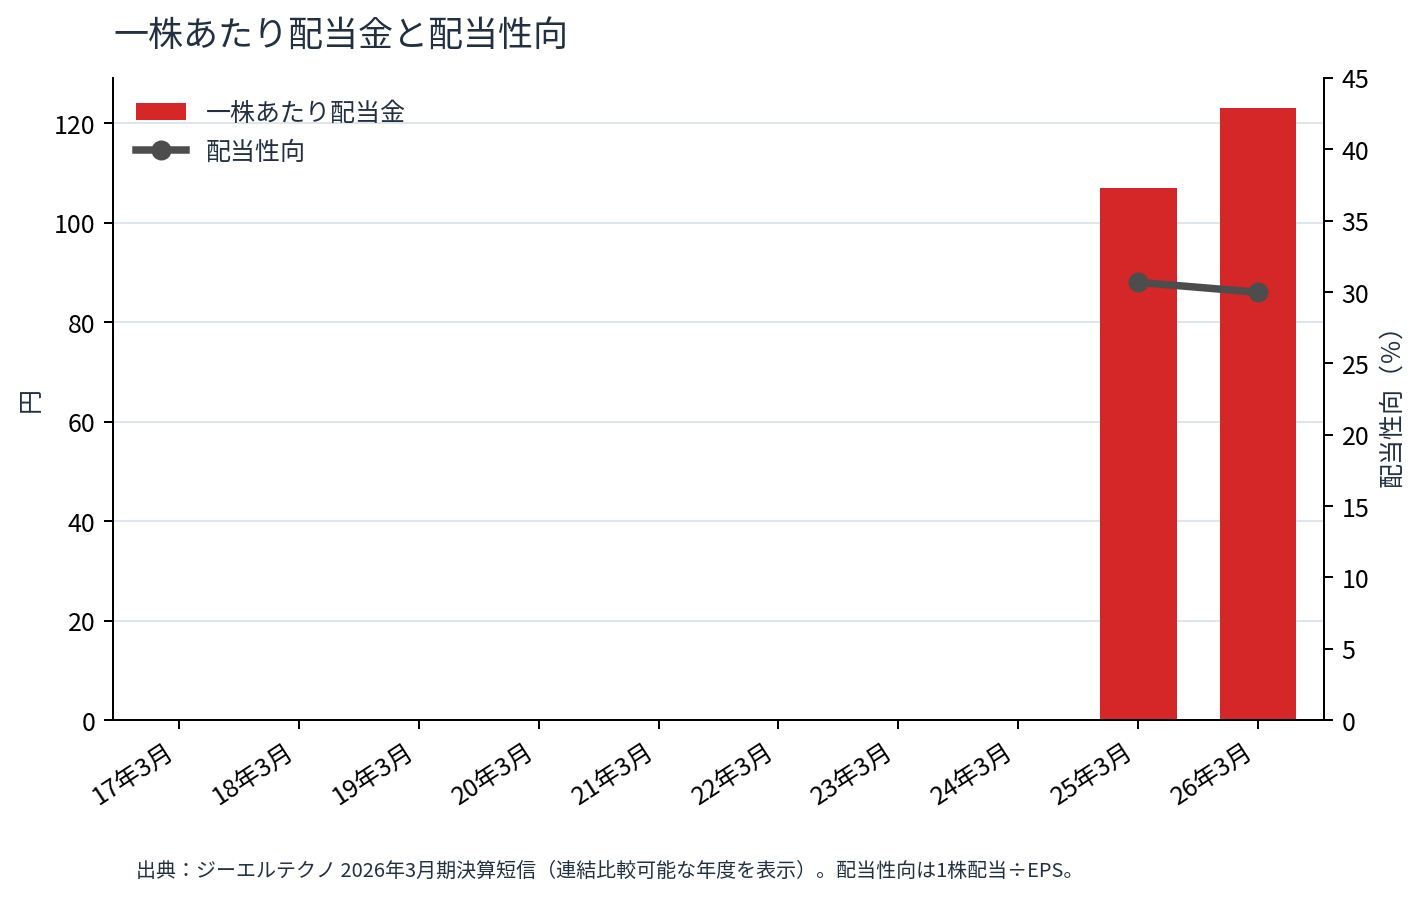 一株あたり配当金と配当性向
一株あたり配当金
配当性向
120
100
80
60
40
20
0
円
45
40
35
30
25
20
15
10
5
0
配当性向（%）
17年3月
18年3月
19年3月
20年3月
21年3月
22年3月
23年3月
24年3月
25年3月
26年3月
出典：ジーエルテクノ 2026年3月期決算短信（連結比較可能な年度を表示）。配当性向は1株配当÷EPS。